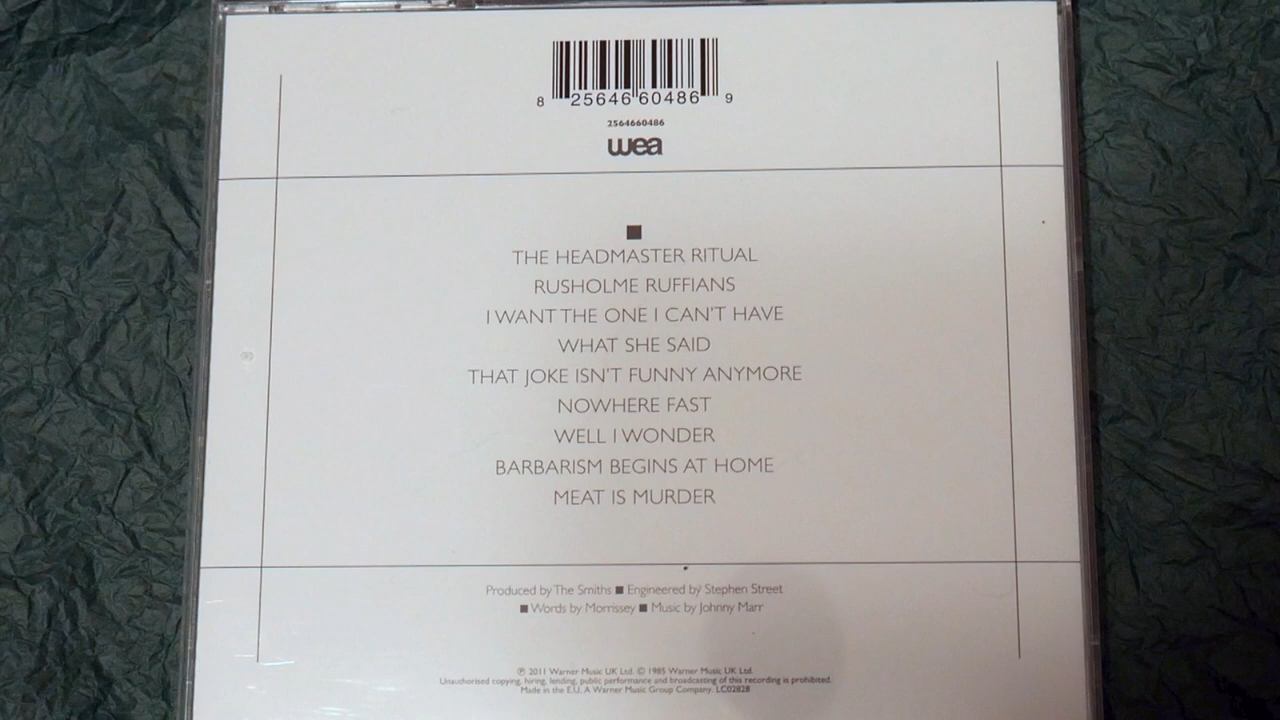 8 25646 60486 9
2564660486
wea
THE HEADMASTER RITUAL
RUSHOLME RUFFIANS
I WANT THE ONE I CAN'T HAVE
WHAT SHE SAID
THAT JOKE ISN'T FUNNY ANYMORE
NOWHERE FAST
WELL I WONDER
BARBARISM BEGINS AT HOME
MEAT IS MURDER
Produced by The Smiths ■ Engineered by Stephen Street
■ Words by Morrissey ■ Music by Johnny Marr
℗ 2011 Warner Music UK Ltd. © 1985 Warner Music UK Ltd.
Unauthorised copying, hiring, lending, public performance and broadcasting of this recording is prohibited.
Made in the E.U. A Warner Music Group Company. LC02828